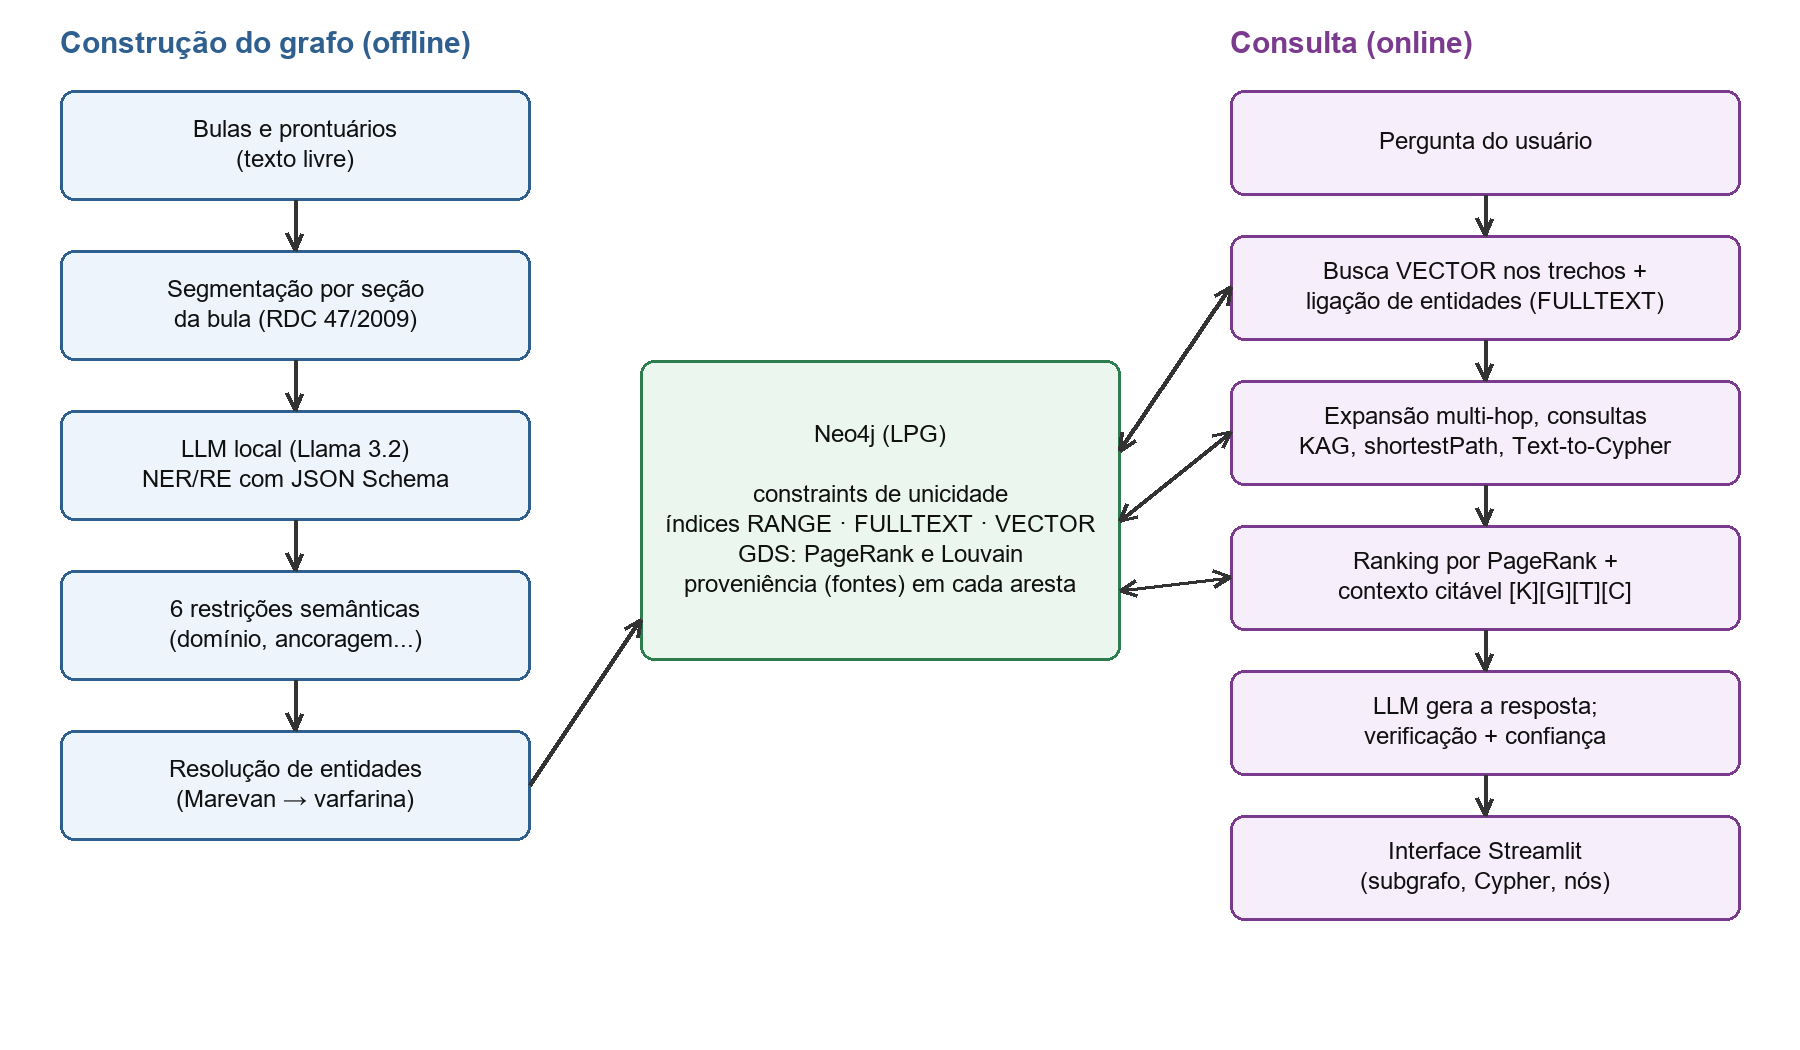 Construção do grafo (offline)
Bulas e prontuários
(texto livre)
Segmentação por seção
da bula (RDC 47/2009)
LLM local (Llama 3.2)
NER/RE com JSON Schema
6 restrições semânticas
(domínio, ancoragem...)
Resolução de entidades
(Marevan → varfarina)
Neo4j (LPG)
constraints de unicidade
índices RANGE · FULLTEXT · VECTOR
GDS: PageRank e Louvain
proveniência (fontes) em cada aresta
Consulta (online)
Pergunta do usuário
Busca VECTOR nos trechos +
ligação de entidades (FULLTEXT)
Expansão multi-hop, consultas
KAG, shortestPath, Text-to-Cypher
Ranking por PageRank +
contexto citável [K][G][T][C]
LLM gera a resposta;
verificação + confiança
Interface Streamlit
(subgrafo, Cypher, nós)